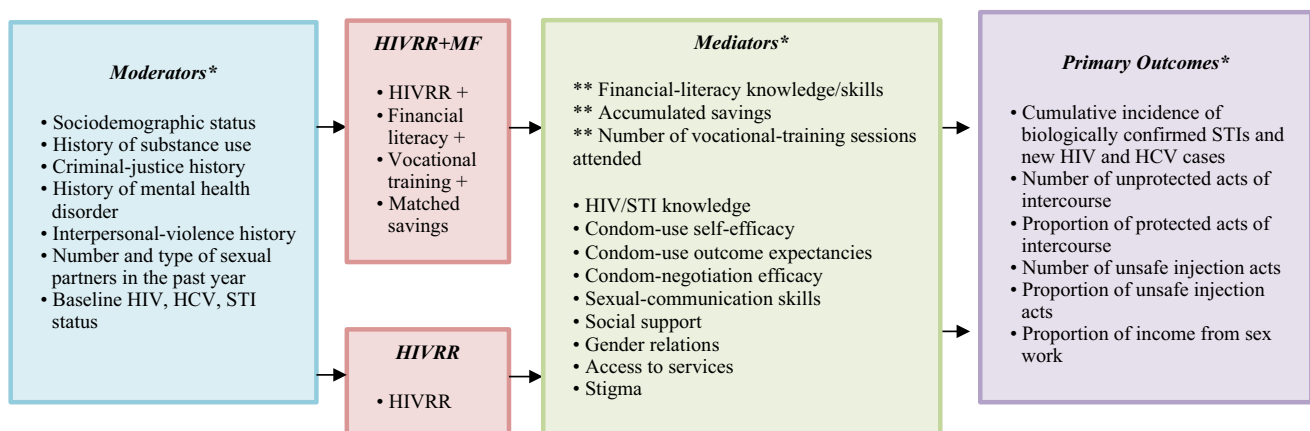 Moderators*
• Sociodemographic status
• History of substance use
• Criminal-justice history
• History of mental health
disorder
• Interpersonal-violence history
• Number and type of sexual
partners in the past year
• Baseline HIV, HCV, STI
status
HIVRR+MF
• HIVRR +
• Financial
literacy +
• Vocational
training +
• Matched
savings
HIVRR
• HIVRR
Mediators*
** Financial-literacy knowledge/skills
** Accumulated savings
** Number of vocational-training sessions
attended
• HIV/STI knowledge
• Condom-use self-efficacy
• Condom-use outcome expectancies
• Condom-negotiation efficacy
• Sexual-communication skills
• Social support
• Gender relations
• Access to services
• Stigma
Primary Outcomes*
• Cumulative incidence of
biologically confirmed STIs and
new HIV and HCV cases
• Number of unprotected acts of
intercourse
• Proportion of protected acts of
intercourse
• Number of unsafe injection acts
• Proportion of unsafe injection
acts
• Proportion of income from sex
work